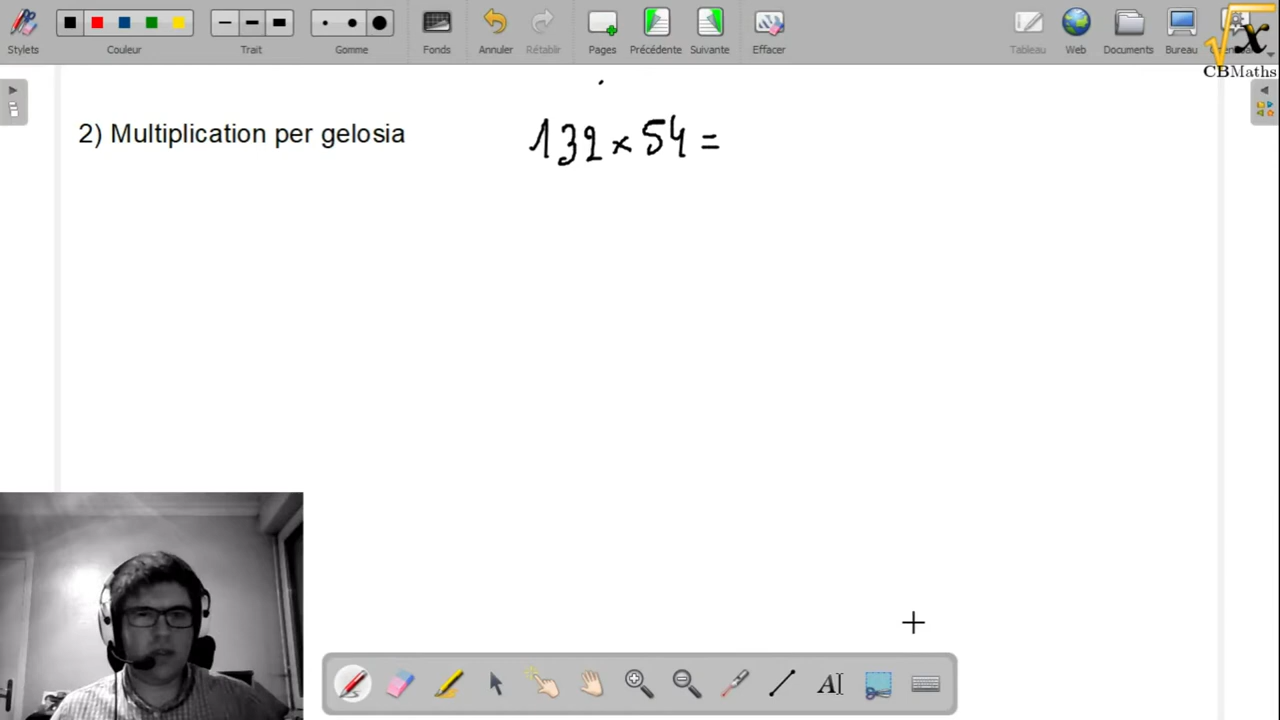 Stylets Couleur Trait Gomme Fonds Annuler Rétablir Pages Précédente Suivante Effacer Tableau Web Documents Bureau
√x
CBMaths
2) Multiplication per gelosia 132 × 54 =
AI